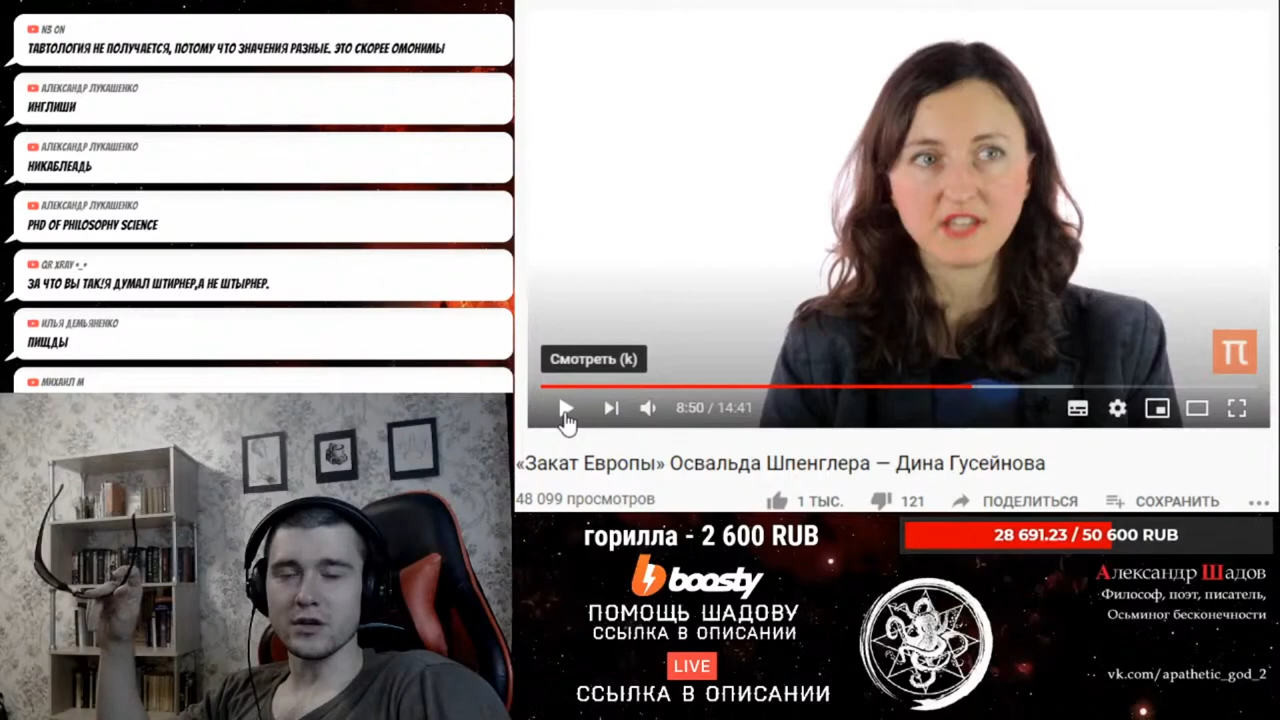 N3 ON
ТАВТОЛОГИЯ НЕ ПОЛУЧАЕТСЯ, ПОТОМУ ЧТО ЗНАЧЕНИЯ РАЗНЫЕ. ЭТО СКОРЕЕ ОМОНИМЫ
АЛЕКСАНДР ЛУКАШЕНКО
ИНГЛИШИ
АЛЕКСАНДР ЛУКАШЕНКО
НИКАБЛЕАДЬ
АЛЕКСАНДР ЛУКАШЕНКО
PHD OF PHILOSOPHY SCIENCE
QR XRAY •_•
ЗА ЧТО ВЫ ТАК!Я ДУМАЛ ШТИРНЕР,А НЕ ШТЫРНЕР.
ИЛЬЯ ДЕМЬЯНЕНКО
ПИЩДЫ
МИХАИЛ М
Смотреть (k)
π
8:50 / 14:41
«Закат Европы» Освальда Шпенглера — Дина Гусейнова
48 099 просмотров
1 ТЫС.
121
ПОДЕЛИТЬСЯ
СОХРАНИТЬ
горилла - 2 600 RUB
28 691.23 / 50 600 RUB
boosty
ПОМОЩЬ ШАДОВУ
ССЫЛКА В ОПИСАНИИ
LIVE
ССЫЛКА В ОПИСАНИИ
Александр Шадов
Философ, поэт, писатель,
Осьминог бесконечности
vk.com/apathetic_god_2